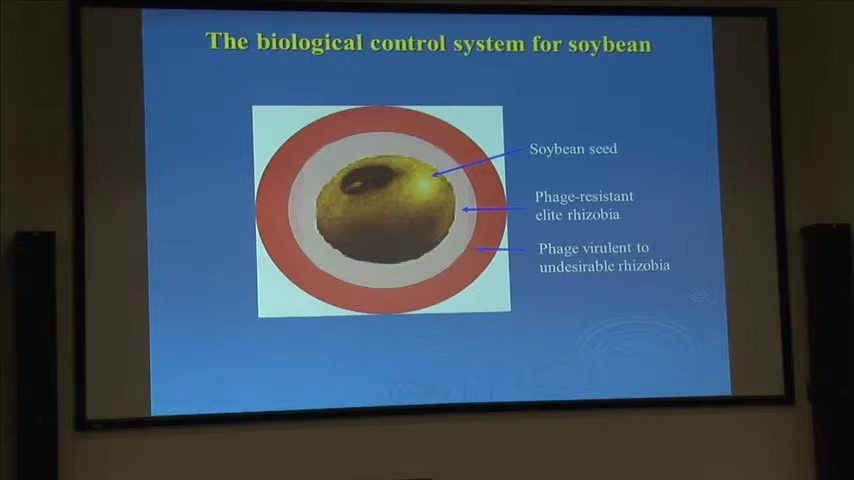 The biological control system for soybean
Soybean seed
Phage-resistant
elite rhizobia
Phage virulent to
undesirable rhizobia